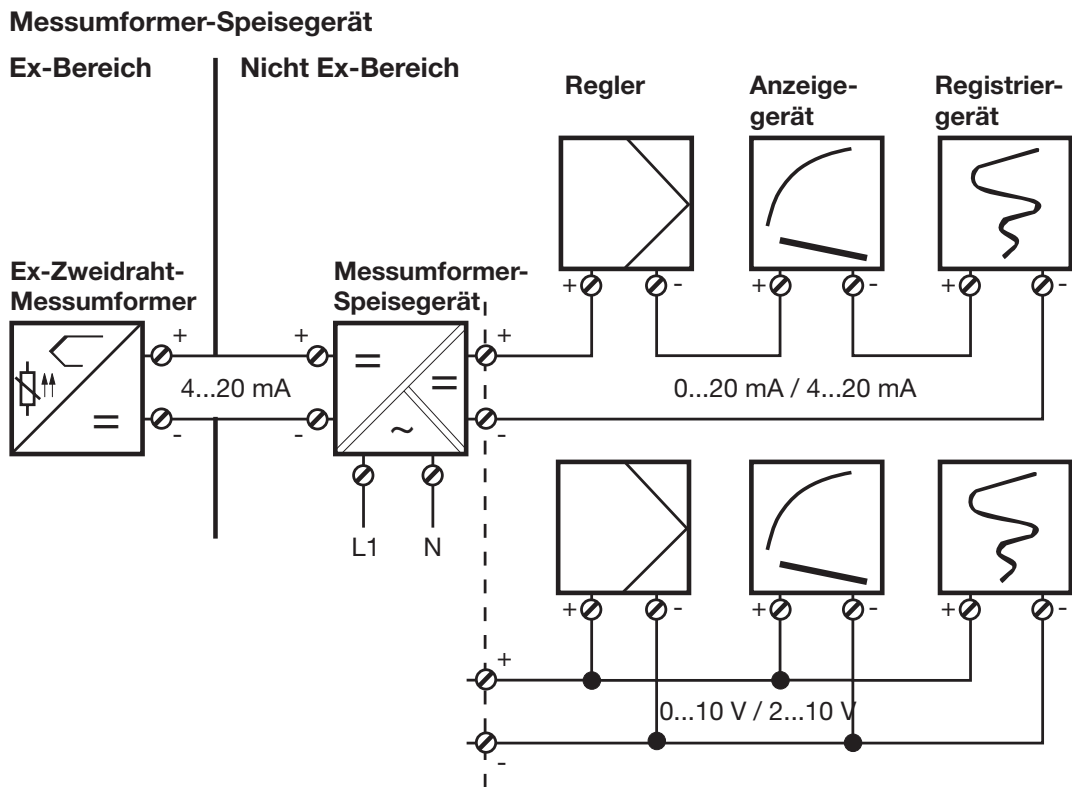 Messumformer-Speisegerät
Ex-Bereich
Nicht Ex-Bereich
Regler
Anzeige-
gerät
Registrier-
gerät
Ex-Zweidraht-
Messumformer
Messumformer-
Speisegerät
+ - + - + -
+ + +
4...20 mA
0...20 mA / 4...20 mA
- - -
~
L1 N
+ - + - + -
+
0...10 V / 2...10 V
-